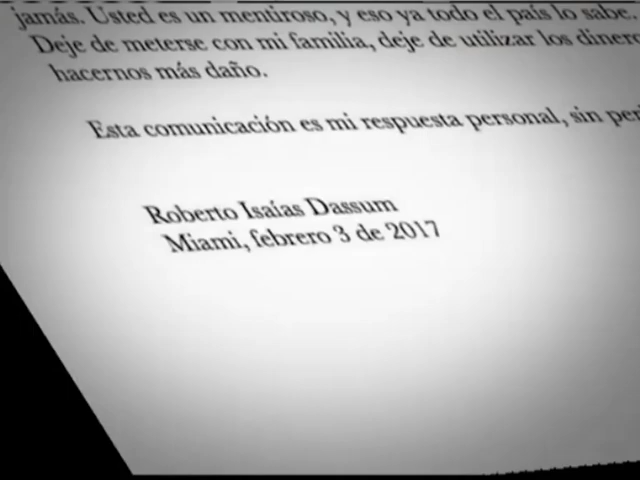 jamás. Usted es un mentiroso, y eso ya todo el país lo sabe.
Deje de meterse con mi familia, deje de utilizar los
hacernos más daño.
Esta comunicación es mi respuesta personal, sin
Roberto Isaías Dassum
Miami, febrero 3 de 2017